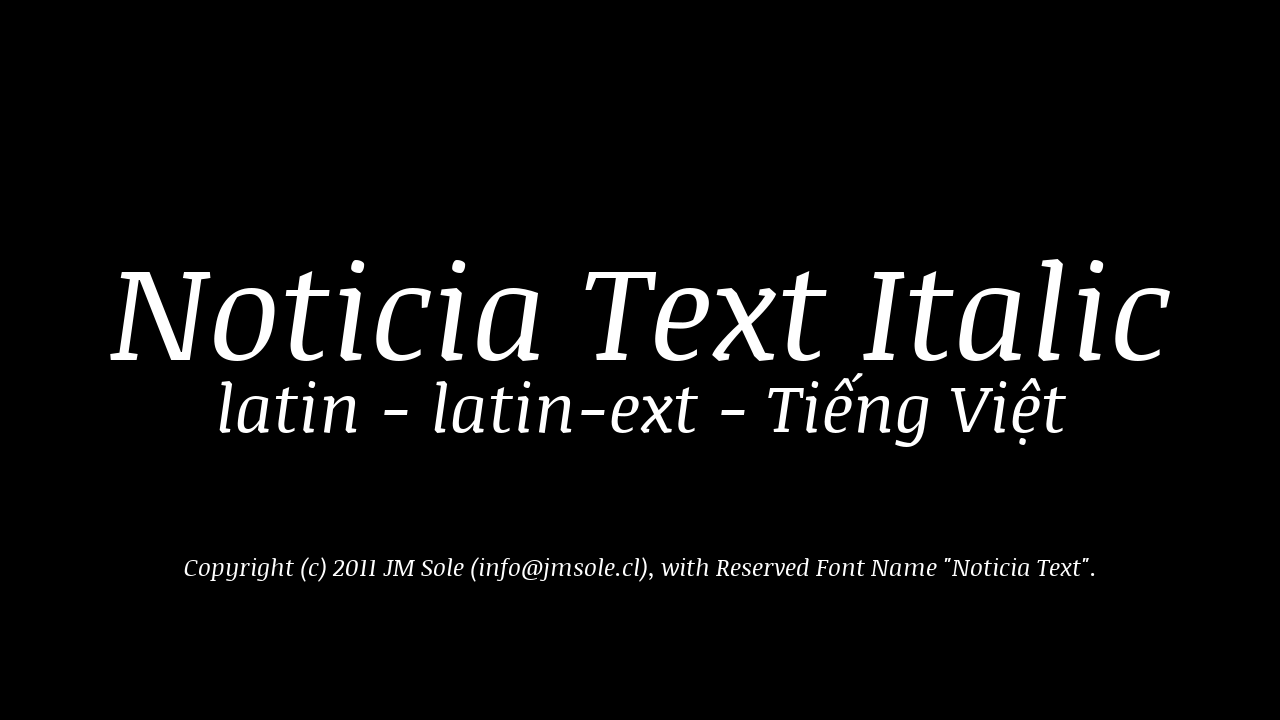 Noticia Text Italic
latin - latin-ext - Tiếng Việt
Copyright (c) 2011 JM Sole (info@jmsole.cl), with Reserved Font Name "Noticia Text".